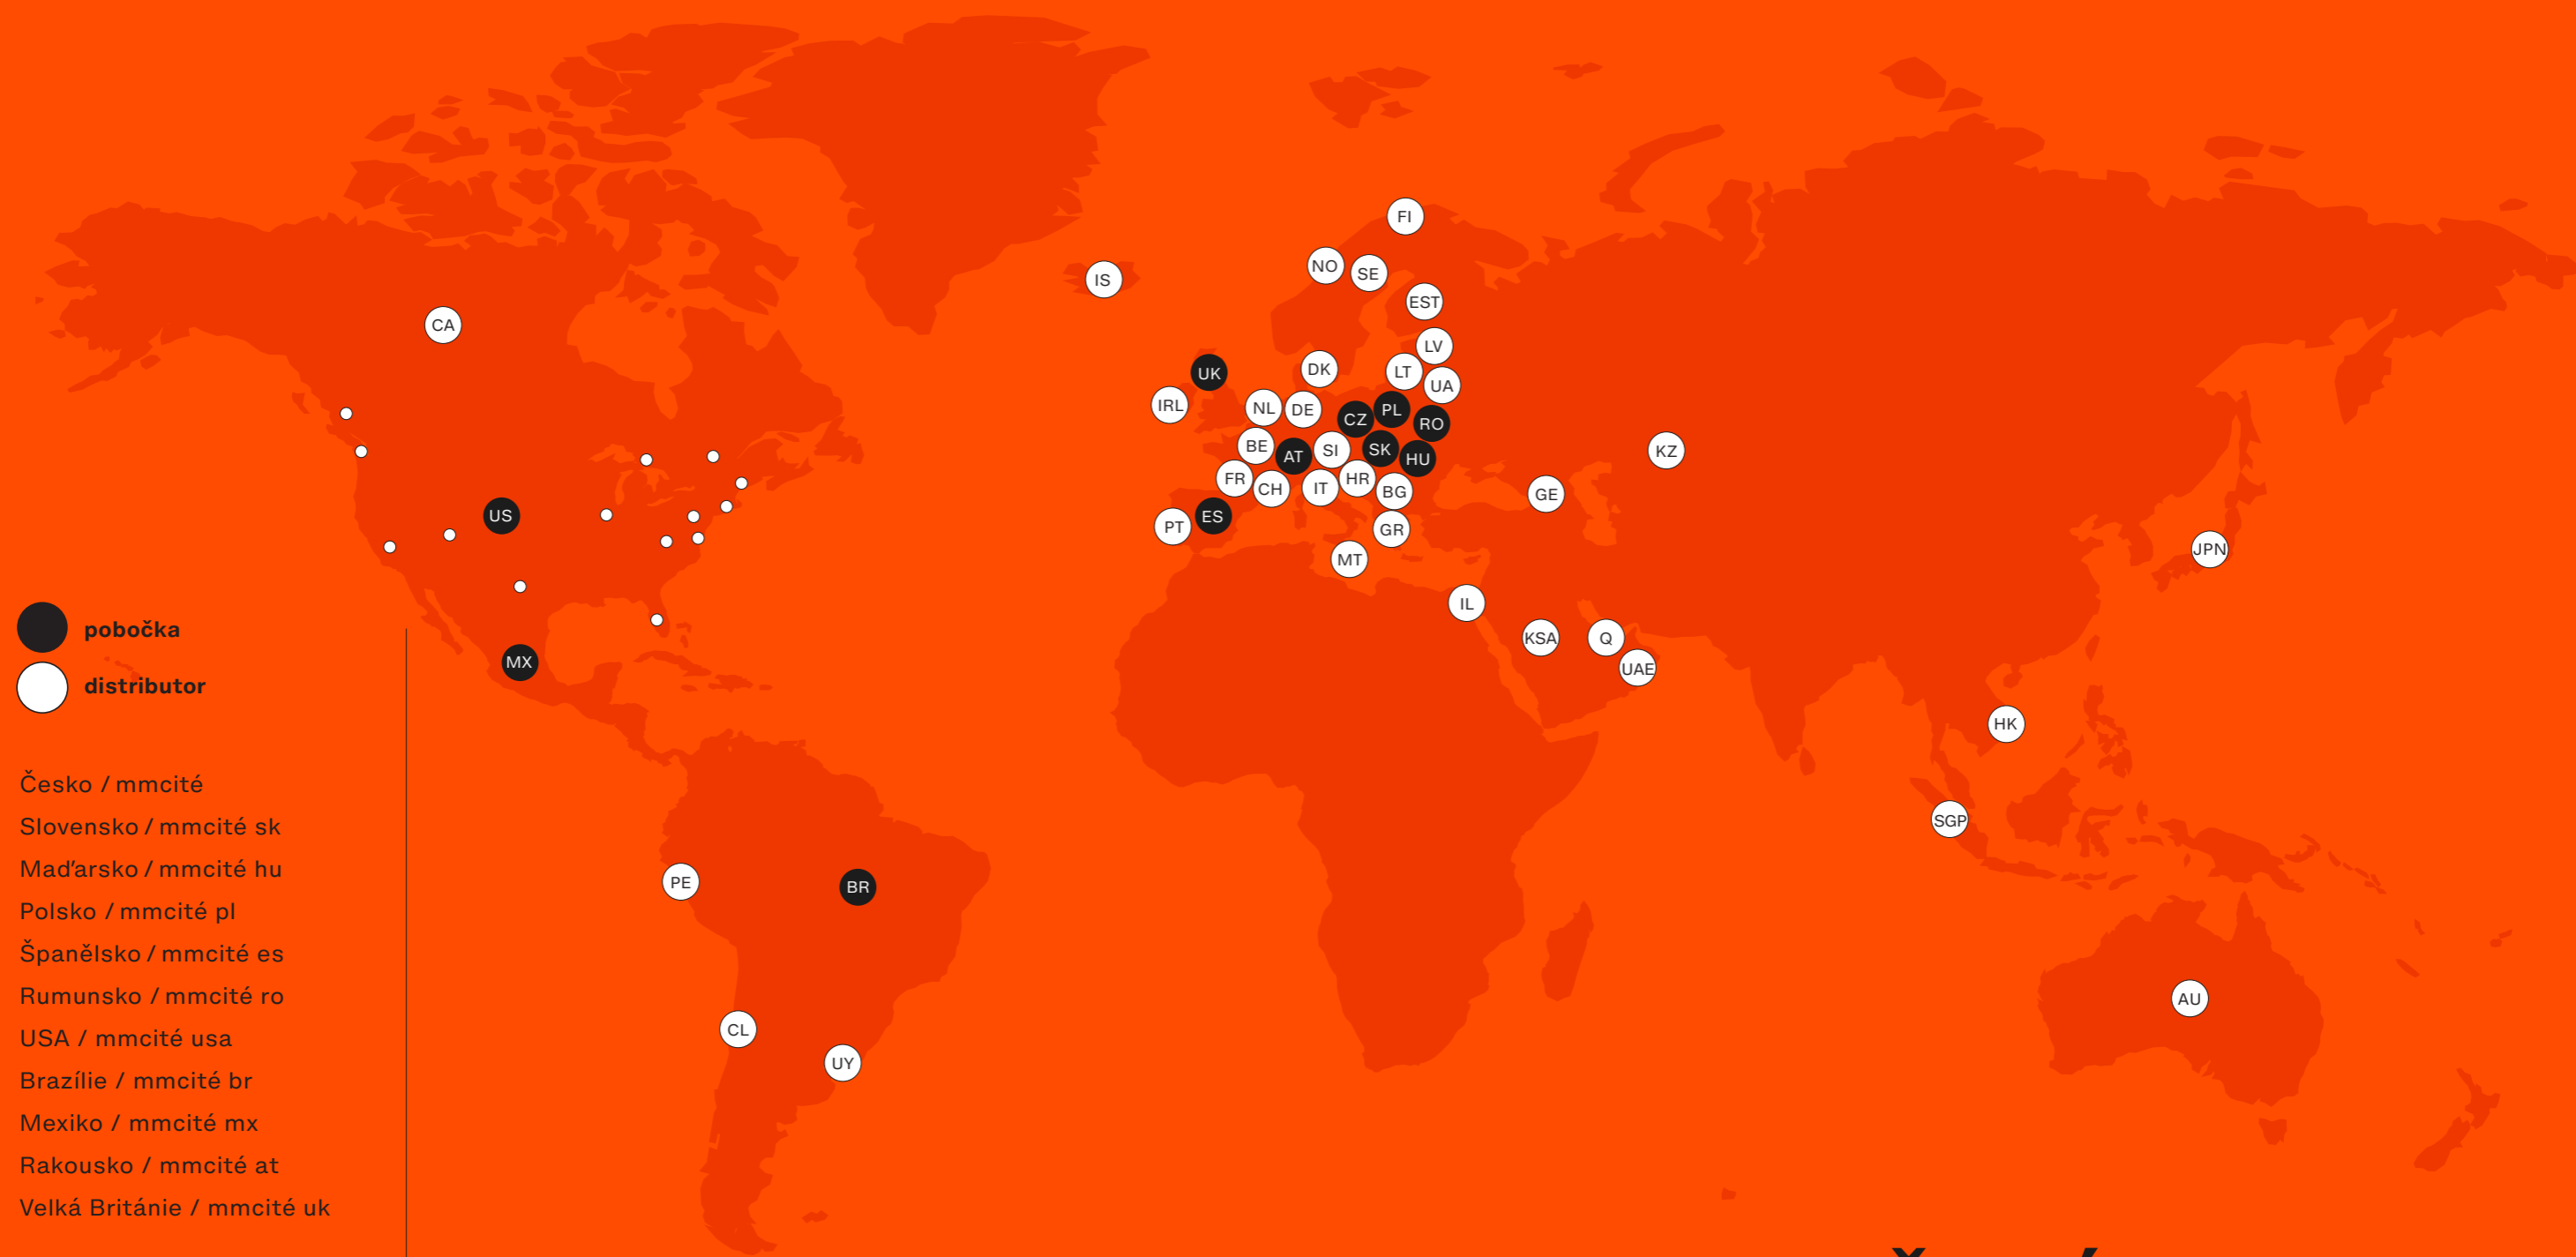 FI
NO
SE
IS
EST
CA
LV
DK
LT
UK
UA
IRL
NL
DE
PL
CZ
RO
BE
AT
SI
SK
HU
KZ
FR
CH
IT
HR
BG
GE
US
PT
ES
GR
JPN
MT
IL
pobočka
KSA
Q
MX
UAE
distributor
HK
Česko / mmcité
SGP
Slovensko / mmcité sk
Maďarsko / mmcité hu
PE
BR
Polsko / mmcité pl
Španělsko / mmcité es
Rumunsko / mmcité ro
AU
CL
USA / mmcité usa
UY
Brazílie / mmcité br
Mexiko / mmcité mx
Rakousko / mmcité at
Velká Británie / mmcité uk